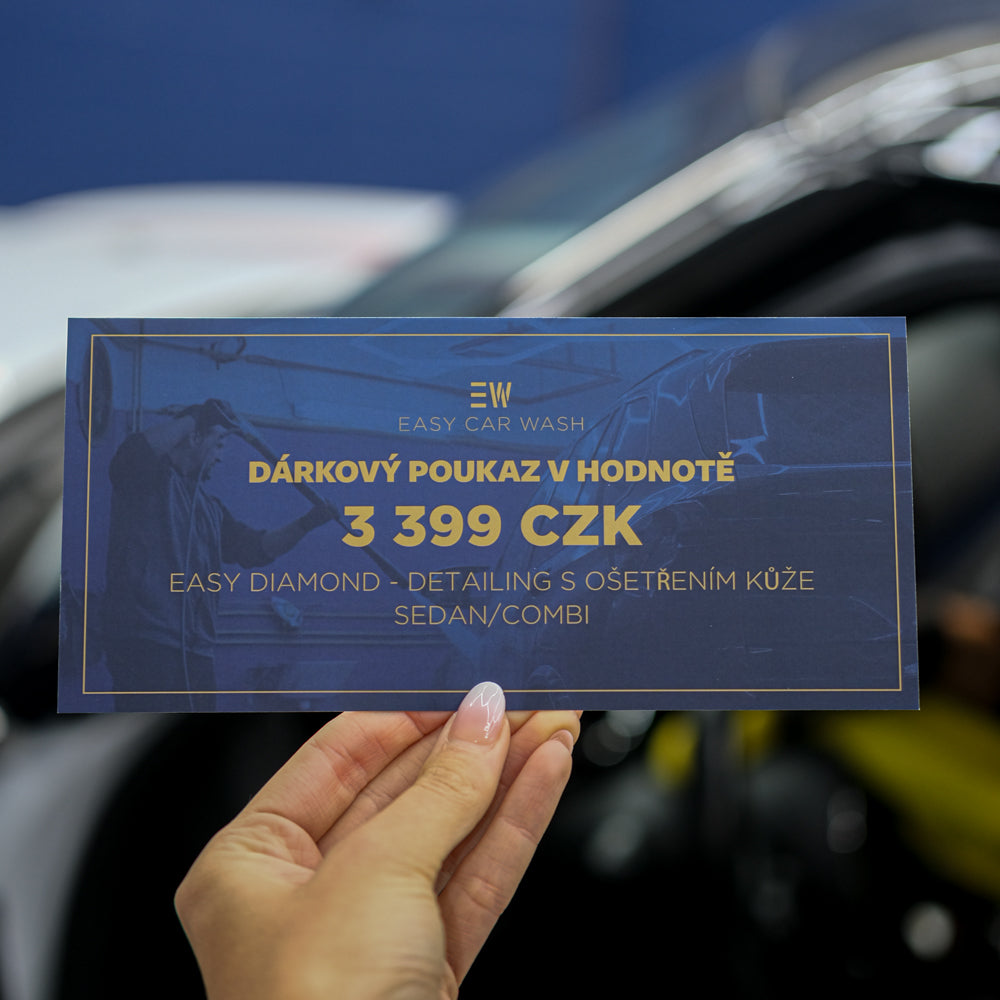 EW
EASY CAR WASH
DÁRKOVÝ POUKAZ V HODNOTĚ
3 399 CZK
EASY DIAMOND - DETAILING S OŠETŘENÍM KŮŽE
SEDAN/COMBI